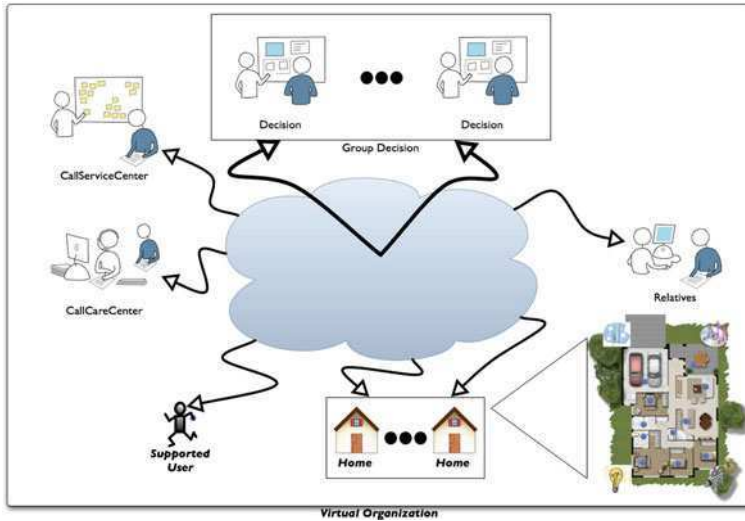 Decision
Decision
Group Decision
CallServiceCenter
CallCareCenter
Relatives
Supported
User
Home
Home
Virtual Organization